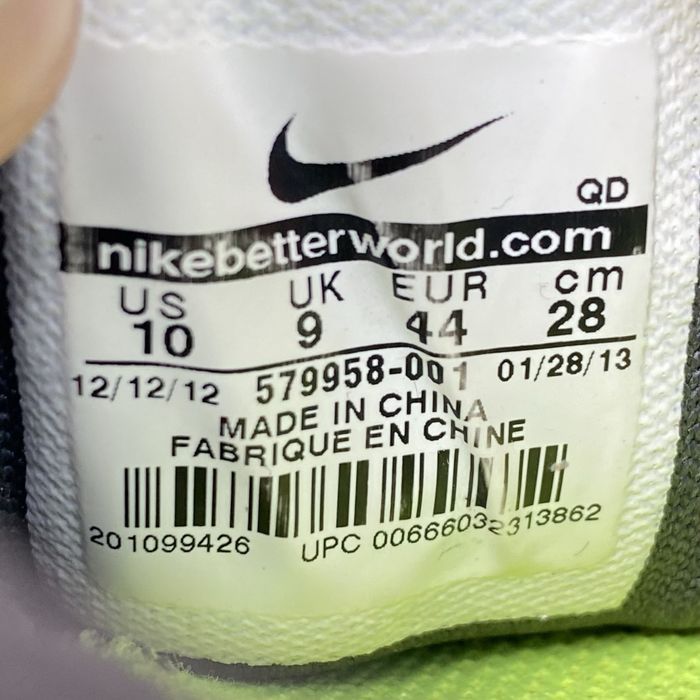 QD
nikebetterworld.com
US UK EUR cm
10 9 44 28
12/12/12 579958-001 01/28/13
MADE IN CHINA
FABRIQUE EN CHINE
201099426 UPC 00666032313862